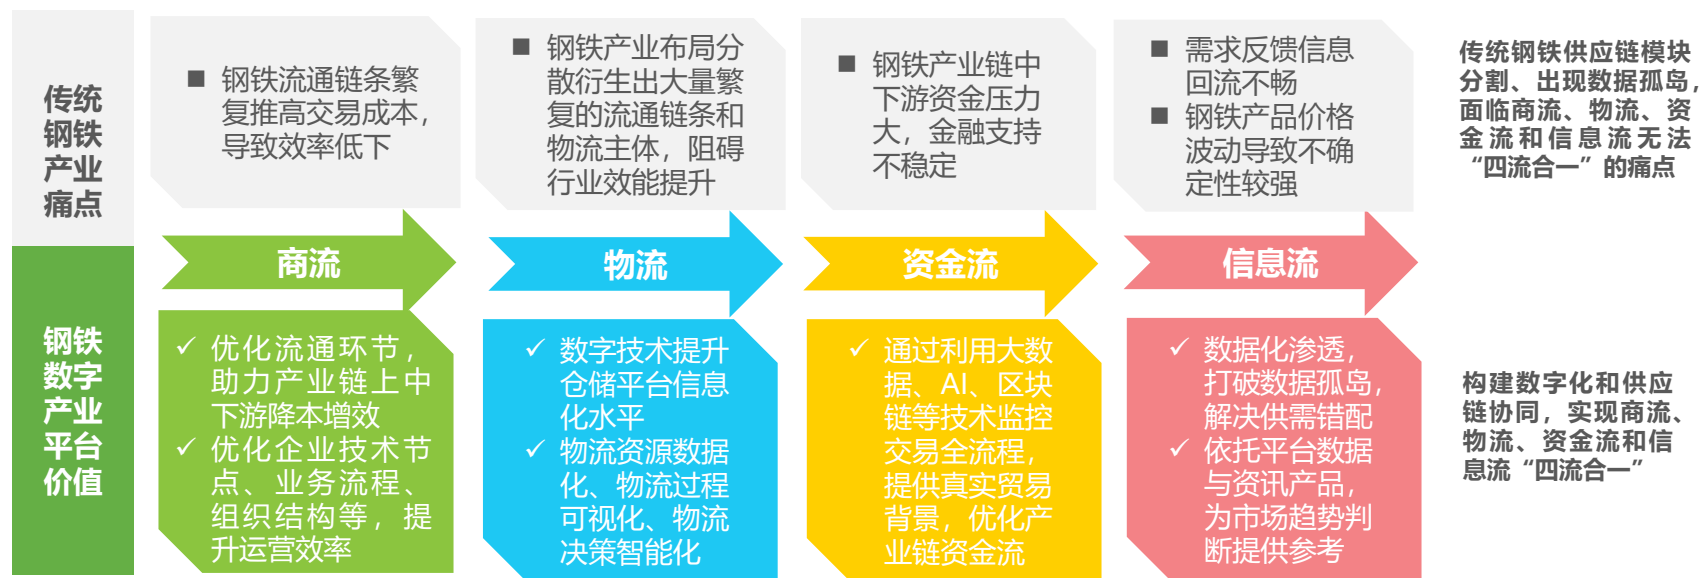 传统
钢铁
产业
痛点
■ 钢铁流通链条繁
复推高交易成本，
导致效率低下
■ 钢铁产业布局分
散衍生出大量繁
复的流通链条和
物流主体，阻碍
行业效能提升
■ 钢铁产业链中
下游资金压力
大，金融支持
不稳定
■ 需求反馈信息
回流不畅
■ 钢铁产品价格
波动导致不确
定性较强
传统钢铁供应链模块
分割、出现数据孤岛，
面临商流、物流、资
金流和信息流无法
“四流合一”的痛点
商流
物流
资金流
信息流
钢铁
数字
产业
平台
价值
✓ 优化流通环节，
助力产业链上中
下游降本增效
✓ 优化企业技术节
点、业务流程、
组织结构等，提
升运营效率
✓ 数字技术提升
仓储平台信息
化水平
✓ 物流资源数据
化、物流过程
可视化、物流
决策智能化
✓ 通过利用大数
据、AI、区块
链等技术监控
交易全流程，
提供真实贸易
背景，优化产
业链资金流
✓ 数据化渗透，
打破数据孤岛，
解决供需错配
✓ 依托平台数据
与资讯产品，
为市场趋势判
断提供参考
构建数字化和供应
链协同，实现商流、
物流、资金流和信
息流“四流合一”